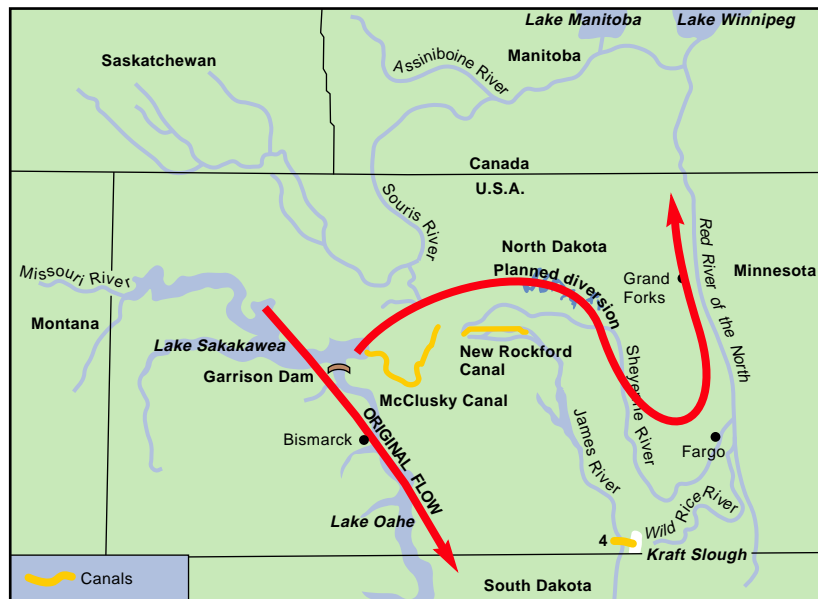 Lake Manitoba
Lake Winnipeg
Saskatchewan
Manitoba
Assiniboine River
Canada
U.S.A.
Souris River
North Dakota
Planned diversion
Grand
Forks
Red River of the North
Minnesota
Missouri River
Montana
Lake Sakakawea
New Rockford
Canal
Garrison Dam
McClusky Canal
Sheyenne River
Bismarck
ORIGINAL FLOW
James River
Fargo
Lake Oahe
Wild Rice River
4
Kraft Slough
Canals
South Dakota